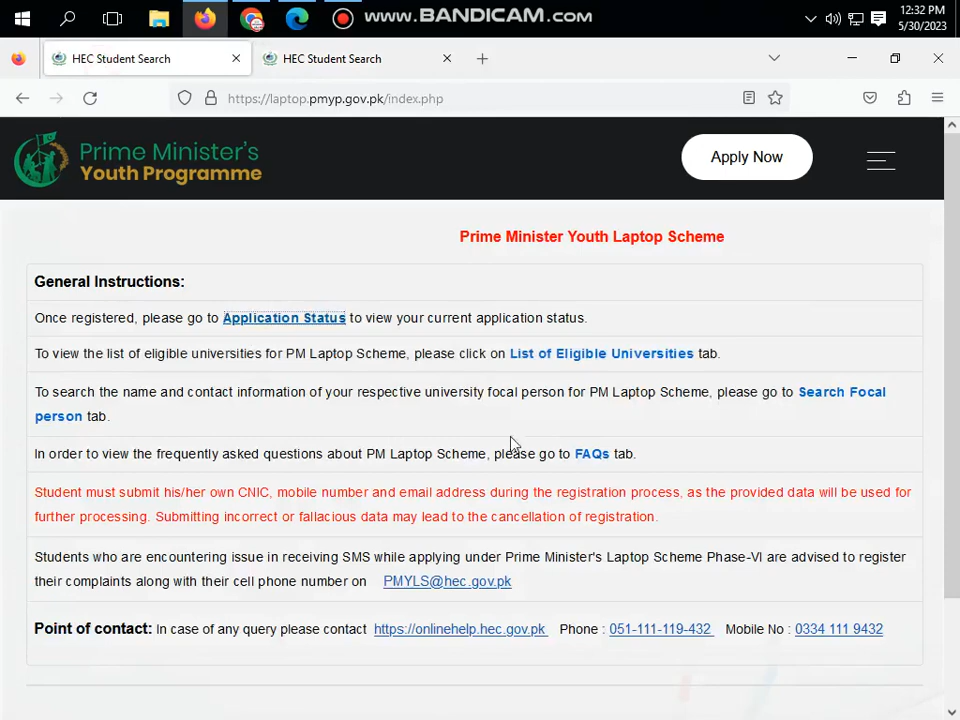 www.BANDICAM.com
12:32 PM
5/30/2023
HEC Student Search
HEC Student Search
https://laptop.pmyp.gov.pk/index.php
Prime Minister's
Youth Programme
Apply Now
Prime Minister Youth Laptop Scheme
General Instructions:
Once registered, please go to Application Status to view your current application status.
To view the list of eligible universities for PM Laptop Scheme, please click on List of Eligible Universities tab.
To search the name and contact information of your respective university focal person for PM Laptop Scheme, please go to Search Focal
person tab.
In order to view the frequently asked questions about PM Laptop Scheme, please go to FAQs tab.
Student must submit his/her own CNIC, mobile number and email address during the registration process, as the provided data will be used for
further processing. Submitting incorrect or fallacious data may lead to the cancellation of registration.
Students who are encountering issue in receiving SMS while applying under Prime Minister's Laptop Scheme Phase-VI are advised to register
their complaints along with their cell phone number on PMYLS@hec.gov.pk
Point of contact: In case of any query please contact https://onlinehelp.hec.gov.pk Phone : 051-111-119-432 Mobile No : 0334 111 9432